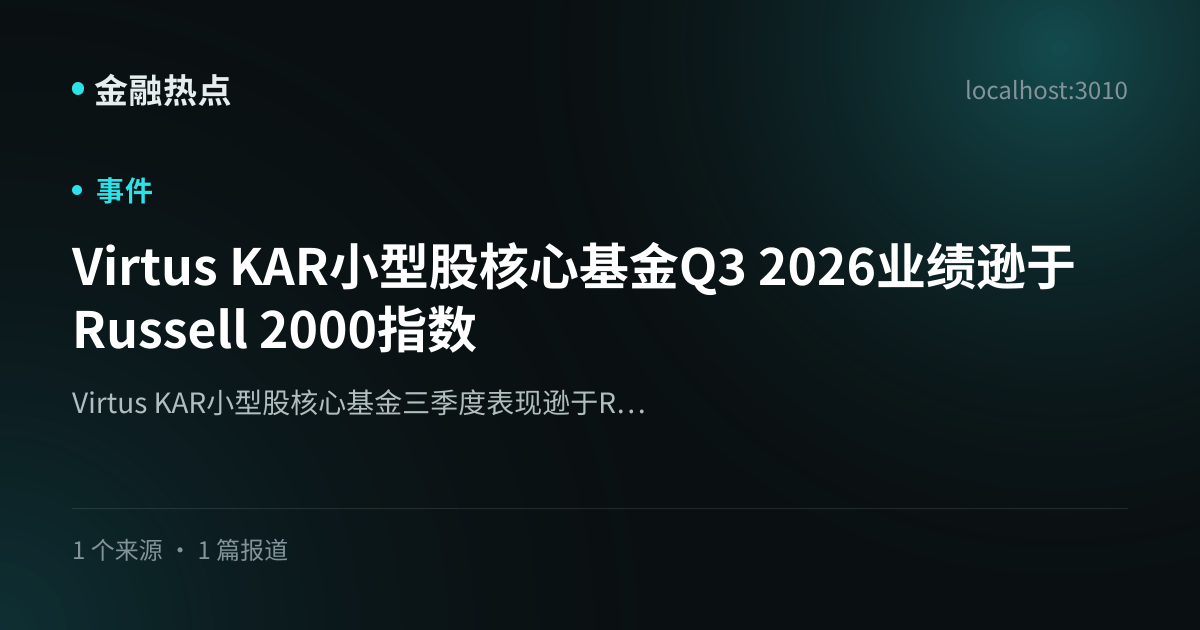 金融热点
localhost:3010
事件
Virtus KAR小型股核心基金Q3 2026业绩逊于
Russell 2000指数
Virtus KAR小型股核心基金三季度表现逊于R…
1 个来源 · 1 篇报道